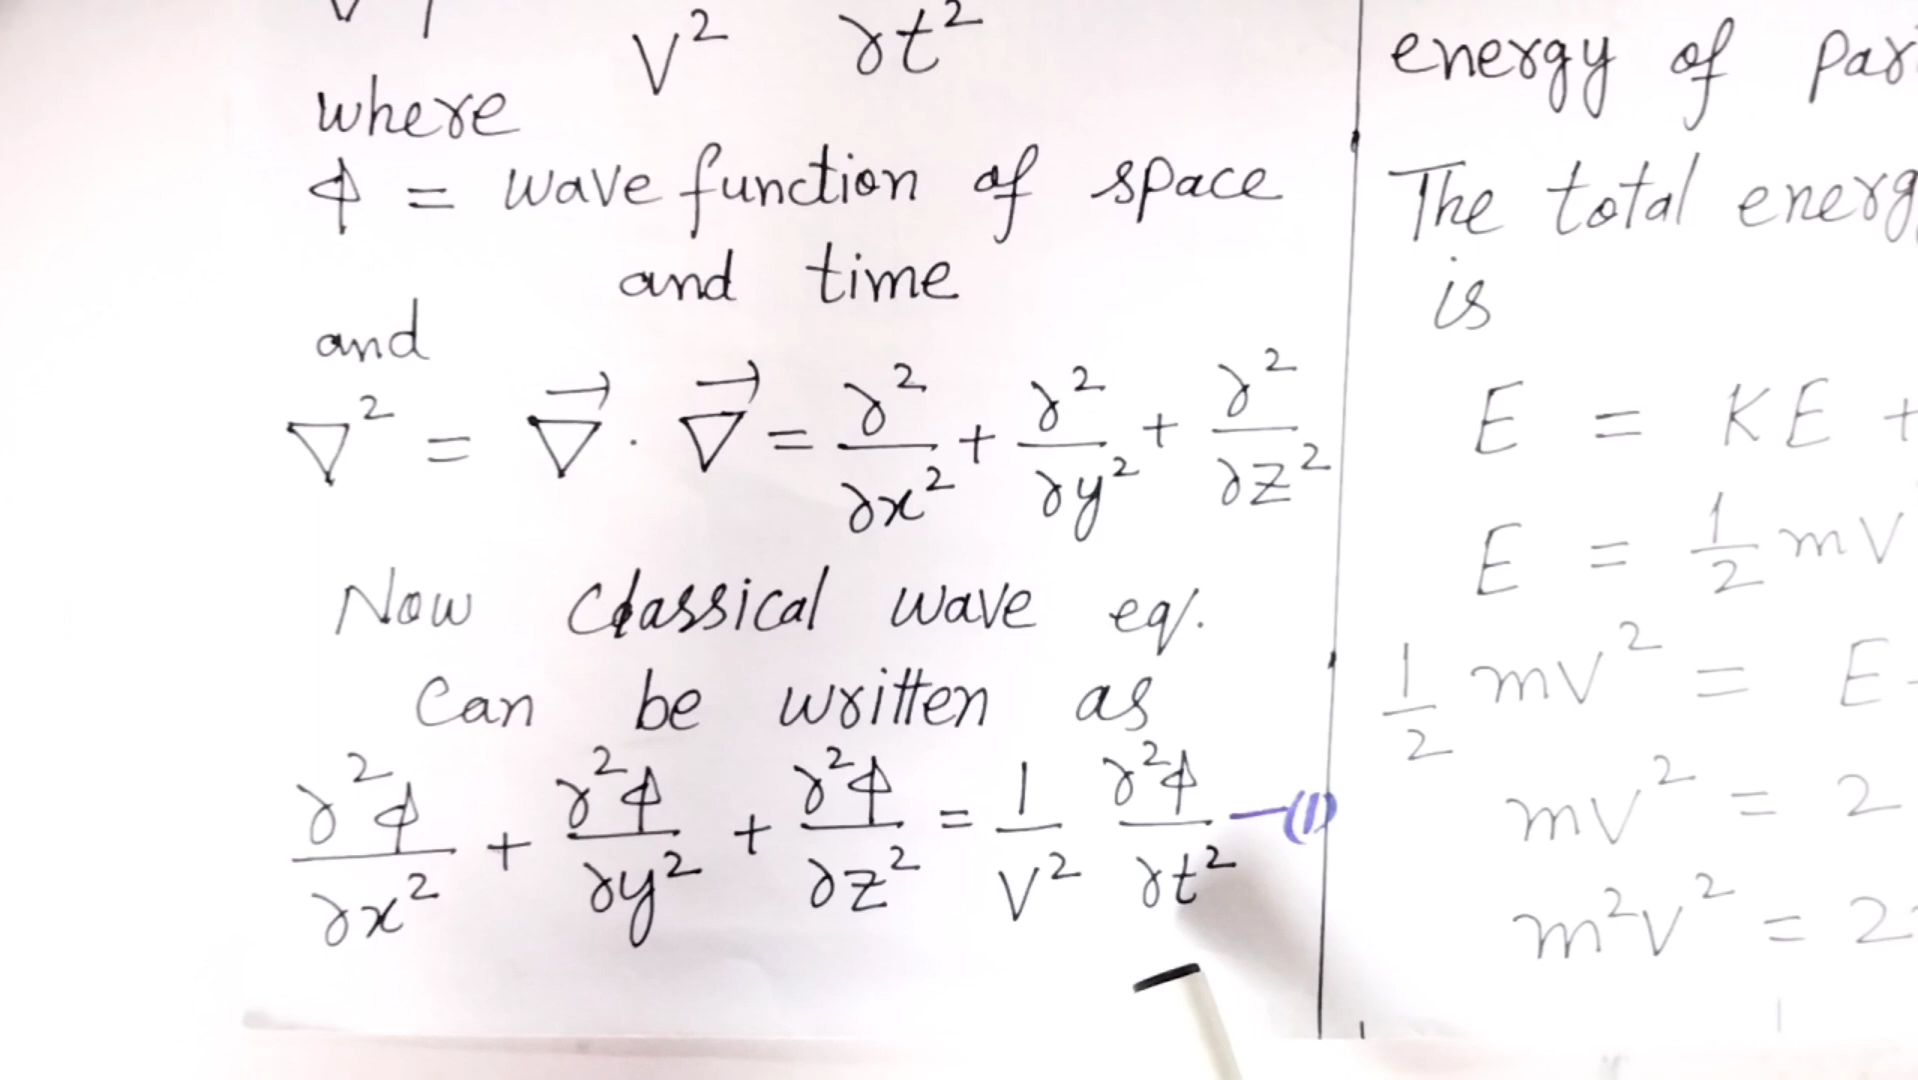 V² ∂t²
where
ϕ = wave function of space
and time
and
∇² = ∇⃗ . ∇⃗ = ∂²/∂x² + ∂²/∂y² + ∂²/∂z²
Now Classical wave eq.
Can be written as
∂²ϕ/∂x² + ∂²ϕ/∂y² + ∂²ϕ/∂z² = 1/V² ∂²ϕ/∂t² —(1)
energy of
The total
is
E = KE +
E = 1/2 mV
1/2 mV² = E
mV² = 2
m²V² = 2